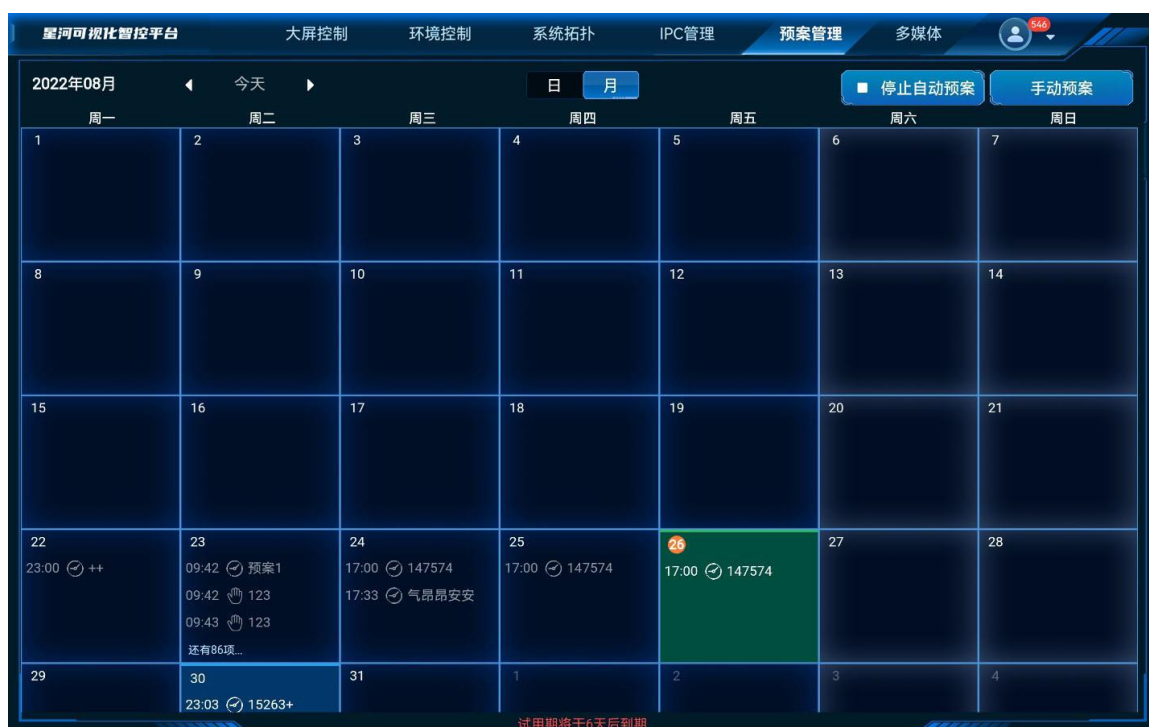 星河可视化智控平台 大屏控制 环境控制 系统拓扑 IPC管理 预案管理 多媒体 546
2022年08月 今天 日 月 停止自动预案 手动预案
周一 周二 周三 周四 周五 周六 周日
1 2 3 4 5 6 7
8 9 10 11 12 13 14
15 16 17 18 19 20 21
22 23 24 25 26 27 28
23:00 ++ 09:42 预案1 17:00 147574 17:00 147574 17:00 147574
09:42 123 17:33 气昂昂安安
09:43 123
还有86项...
29 30 31 1 2 3 4
23:03 15263+
试用期将于6天后到期